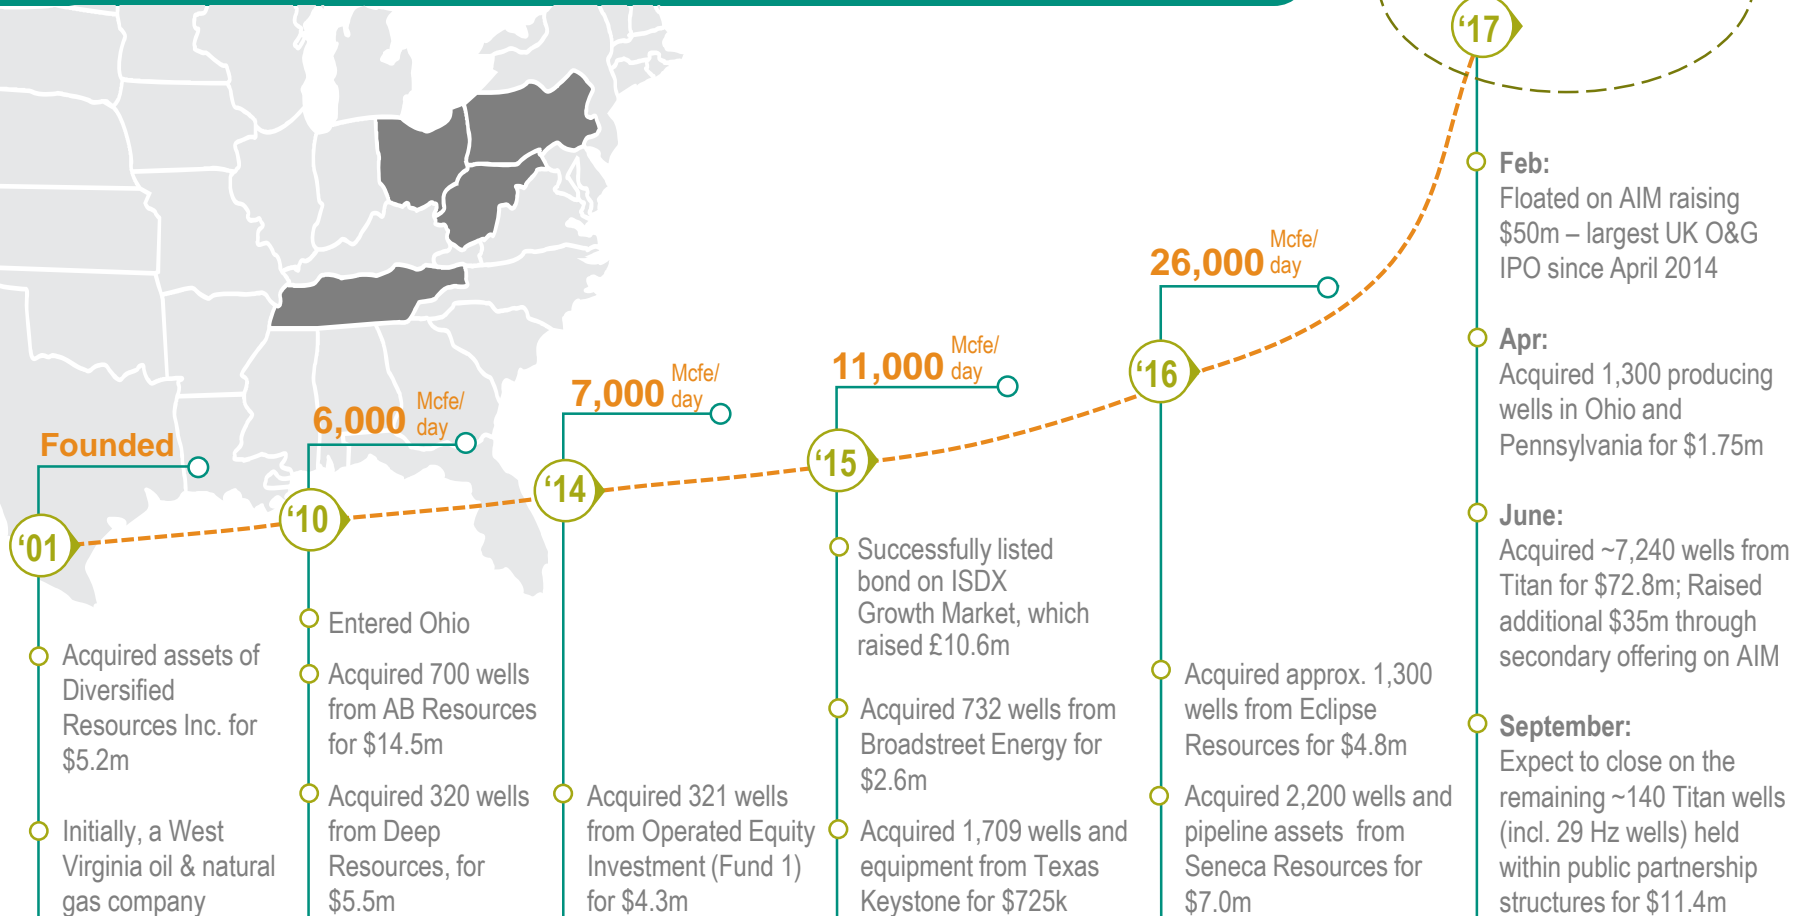 ‘17
Feb:
Floated on AIM raising
$50m – largest UK O&G
IPO since April 2014
Apr:
Acquired 1,300 producing
wells in Ohio and
Pennsylvania for $1.75m
June:
Acquired ~7,240 wells from
Titan for $72.8m; Raised
additional $35m through
secondary offering on AIM
September:
Expect to close on the
remaining ~140 Titan wells
(incl. 29 Hz wells) held
within public partnership
structures for $11.4m
26,000 Mcfe/
day
‘16
Acquired approx. 1,300
wells from Eclipse
Resources for $4.8m
Acquired 2,200 wells and
pipeline assets from
Seneca Resources for
$7.0m
11,000 Mcfe/
day
‘15
Successfully listed
bond on ISDX
Growth Market, which
raised £10.6m
Acquired 732 wells from
Broadstreet Energy for
$2.6m
Acquired 1,709 wells and
equipment from Texas
Keystone for $725k
7,000 Mcfe/
day
‘14
Acquired 321 wells
from Operated Equity
Investment (Fund 1)
for $4.3m
6,000 Mcfe/
day
‘10
Entered Ohio
Acquired 700 wells
from AB Resources
for $14.5m
Acquired 320 wells
from Deep
Resources, for
$5.5m
Founded
‘01
Acquired assets of
Diversified
Resources Inc. for
$5.2m
Initially, a West
Virginia oil & natural
gas company